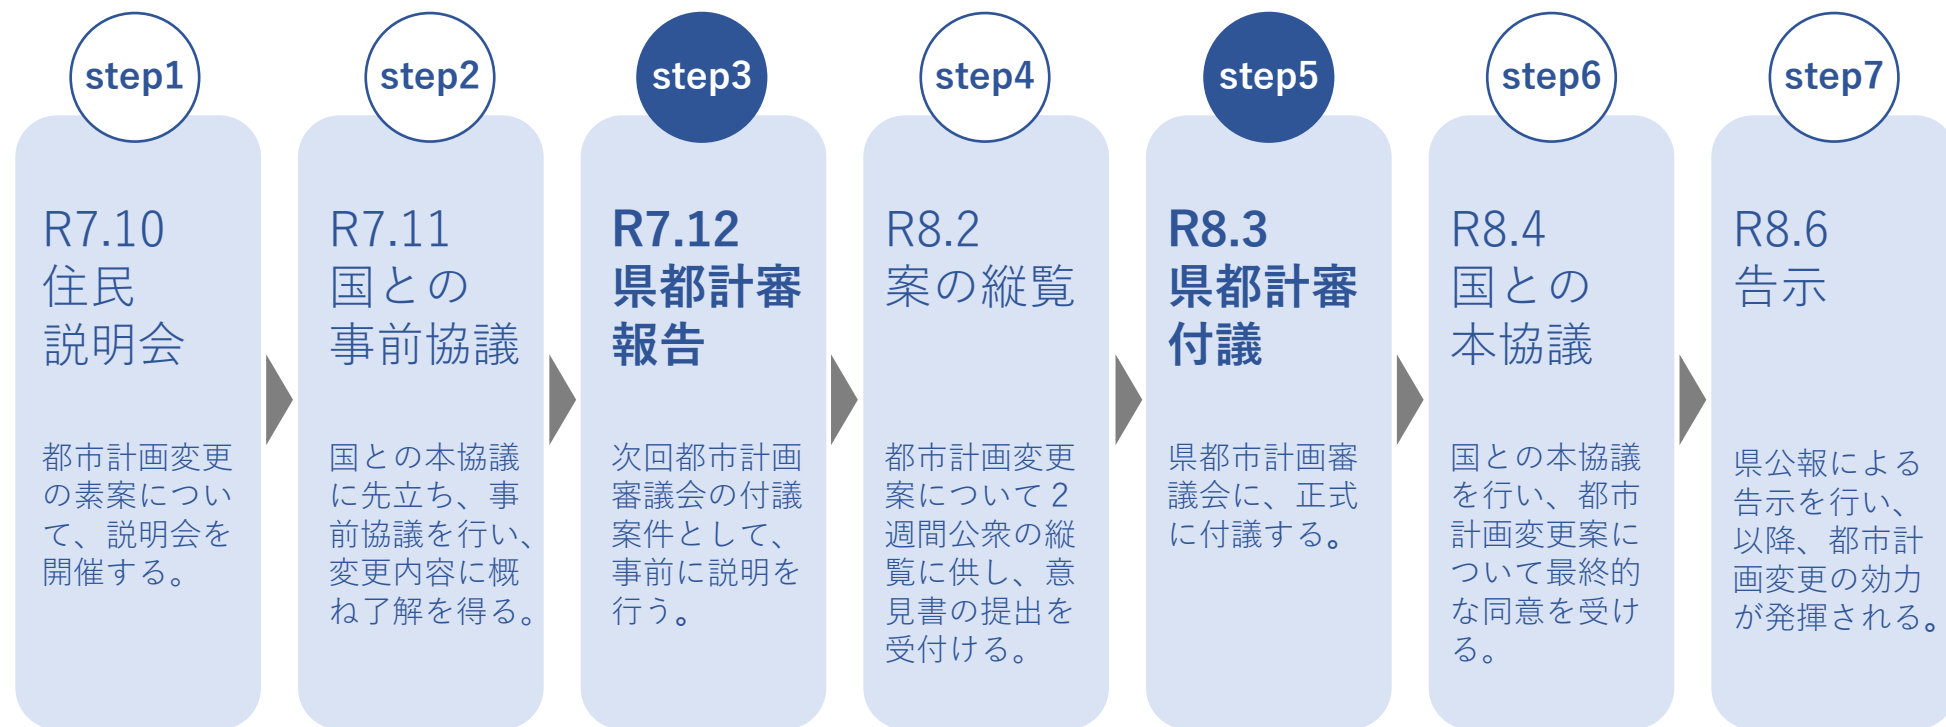 step1
R7.10
住民
説明会
都市計画変更
の素案につい
て、説明会を
開催する。
step2
R7.11
国との
事前協議
国との本協議
に先立ち、事
前協議を行い、
変更内容に概
ね了解を得る。
step3
R7.12
県都計審
報告
次回都市計画
審議会の付議
案件として、
事前に説明を
行う。
step4
R8.2
案の縦覧
都市計画変更
案について２
週間公衆の縦
覧に供し、意
見書の提出を
受付ける。
step5
R8.3
県都計審
付議
県都市計画審
議会に、正式
に付議する。
step6
R8.4
国との
本協議
国との本協議
を行い、都市
計画変更案に
ついて最終的
な同意を受け
る。
step7
R8.6
告示
県公報による
告示を行い、
以降、都市計
画変更の効力
が発揮される。